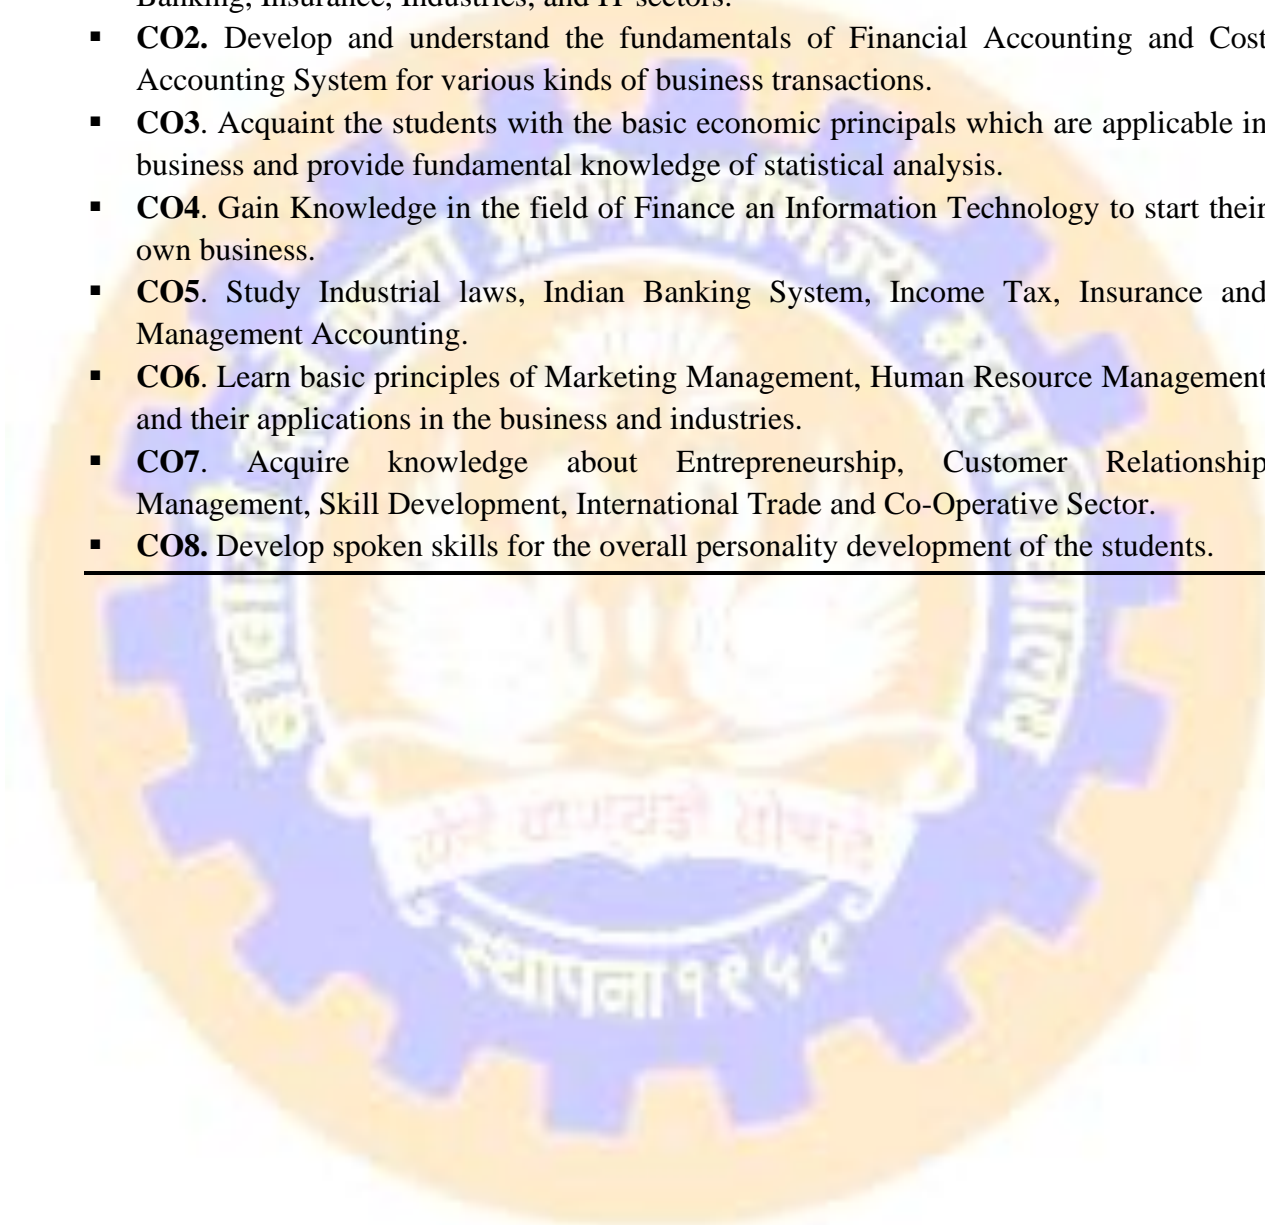 Banking, Insurance, Industries, and IT sectors.
▪ CO2. Develop and understand the fundamentals of Financial Accounting and Cost
Accounting System for various kinds of business transactions.
▪ CO3. Acquaint the students with the basic economic principals which are applicable in
business and provide fundamental knowledge of statistical analysis.
▪ CO4. Gain Knowledge in the field of Finance an Information Technology to start their
own business.
▪ CO5. Study Industrial laws, Indian Banking System, Income Tax, Insurance and
Management Accounting.
▪ CO6. Learn basic principles of Marketing Management, Human Resource Management
and their applications in the business and industries.
▪ CO7. Acquire knowledge about Entrepreneurship, Customer Relationship
Management, Skill Development, International Trade and Co-Operative Sector.
▪ CO8. Develop spoken skills for the overall personality development of the students.
कला आणि वाणिज्य महाविद्यालय
स्थापना १९५९